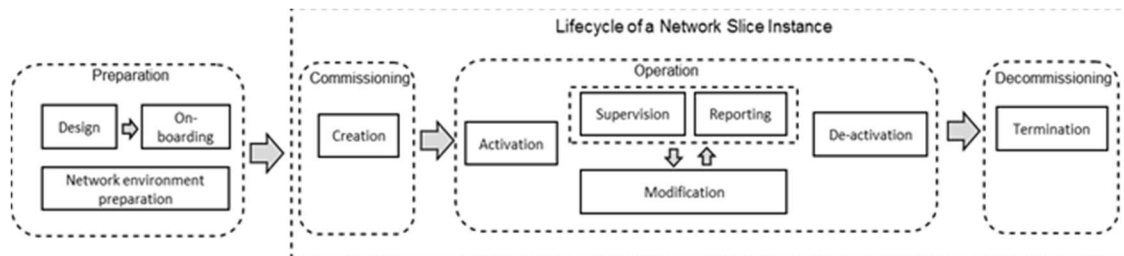 Lifecycle of a Network Slice Instance
Preparation
Design
On-
boarding
Network environment
preparation
Commissioning
Creation
Operation
Activation
Supervision
Reporting
Modification
De-activation
Decommissioning
Termination